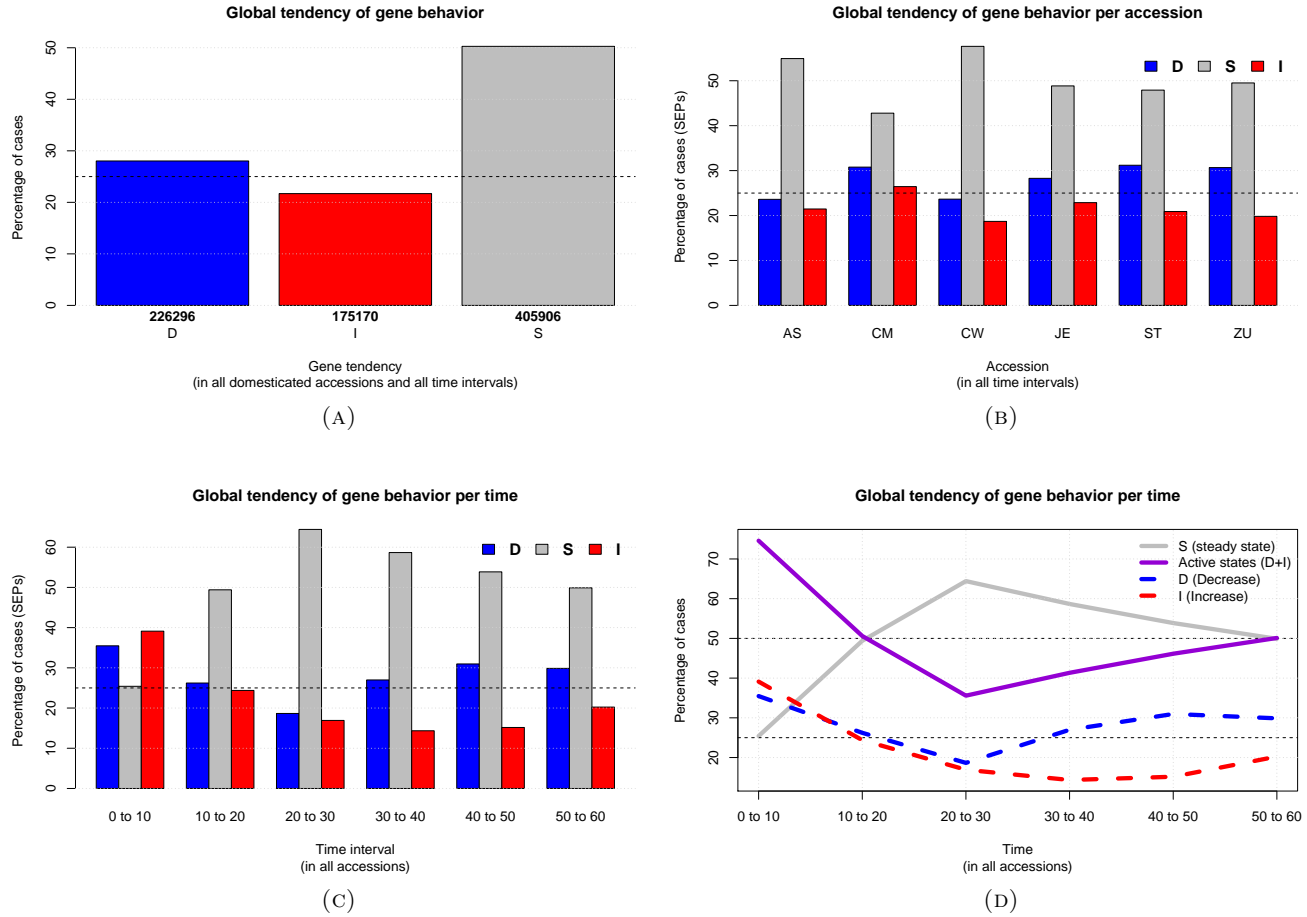 Global tendency of gene behavior
Percentage of cases
50
40
30
20
10
0
226296 175170 405906
D I S
Gene tendency
(in all domesticated accessions and all time intervals)
(A)
Global tendency of gene behavior per accession
D S I
Percentage of cases (SEPs)
50
40
30
20
10
0
AS CM CW JE ST ZU
Accession
(in all time intervals)
(B)
Global tendency of gene behavior per time
D S I
Percentage of cases (SEPs)
60
50
40
30
20
10
0
0 to 10 10 to 20 20 to 30 30 to 40 40 to 50 50 to 60
Time interval
(in all accessions)
(C)
Global tendency of gene behavior per time
S (steady state)
Active states (D+I)
D (Decrease)
I (Increase)
Percentage of cases
70
60
50
40
30
20
0 to 10 10 to 20 20 to 30 30 to 40 40 to 50 50 to 60
Time
(in all accessions)
(D)